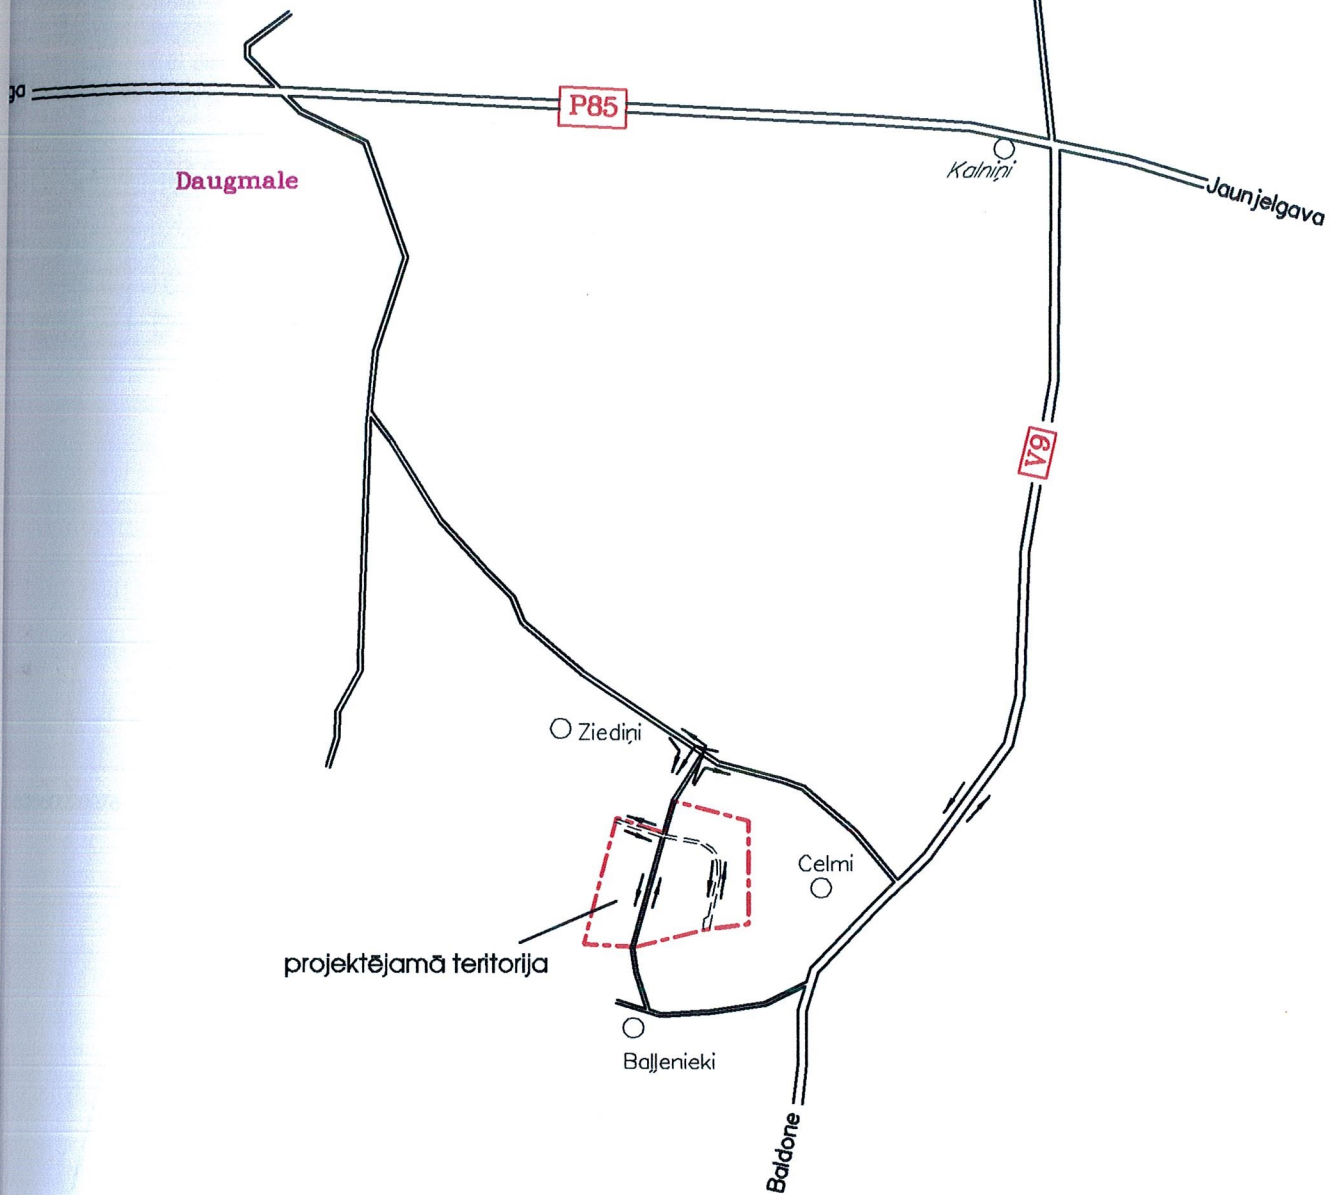 P85
Daugmale
Kalniņi
Jaunjelgava
V9
Ziediņi
Celmi
projektējamā teritorija
Baļļenieki
Baldone